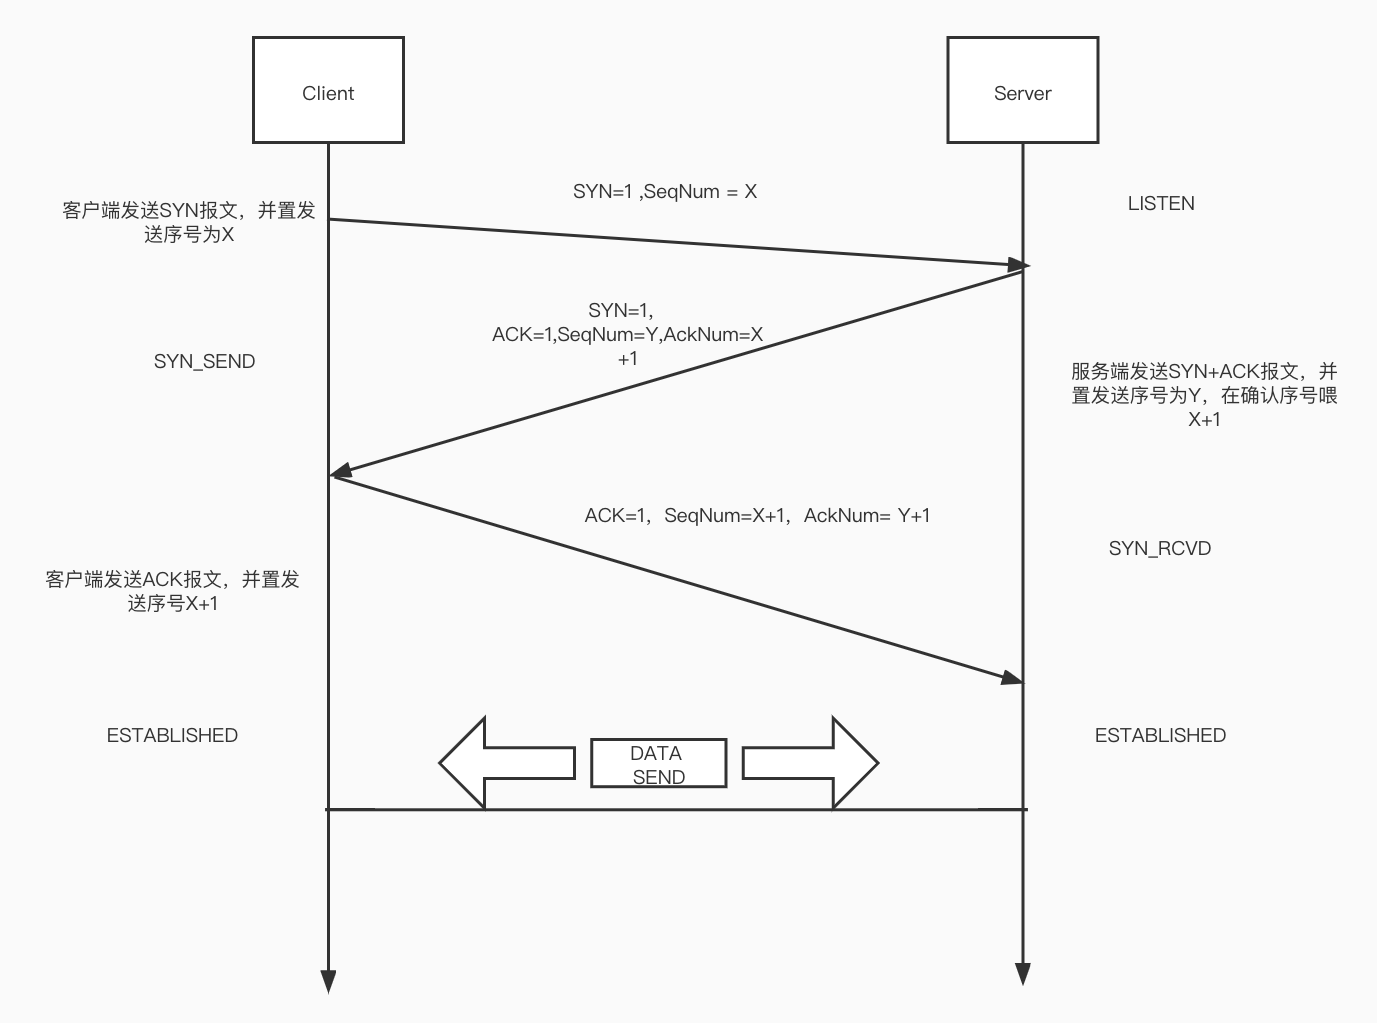 Client
Server
SYN=1 ,SeqNum = X
LISTEN
客户端发送SYN报文，并置发
送序号为X
SYN=1,
ACK=1,SeqNum=Y,AckNum=X
+1
SYN_SEND
服务端发送SYN+ACK报文，并
置发送序号为Y，在确认序号喂
X+1
ACK=1，SeqNum=X+1，AckNum= Y+1
SYN_RCVD
客户端发送ACK报文，并置发
送序号X+1
ESTABLISHED
DATA
SEND
ESTABLISHED